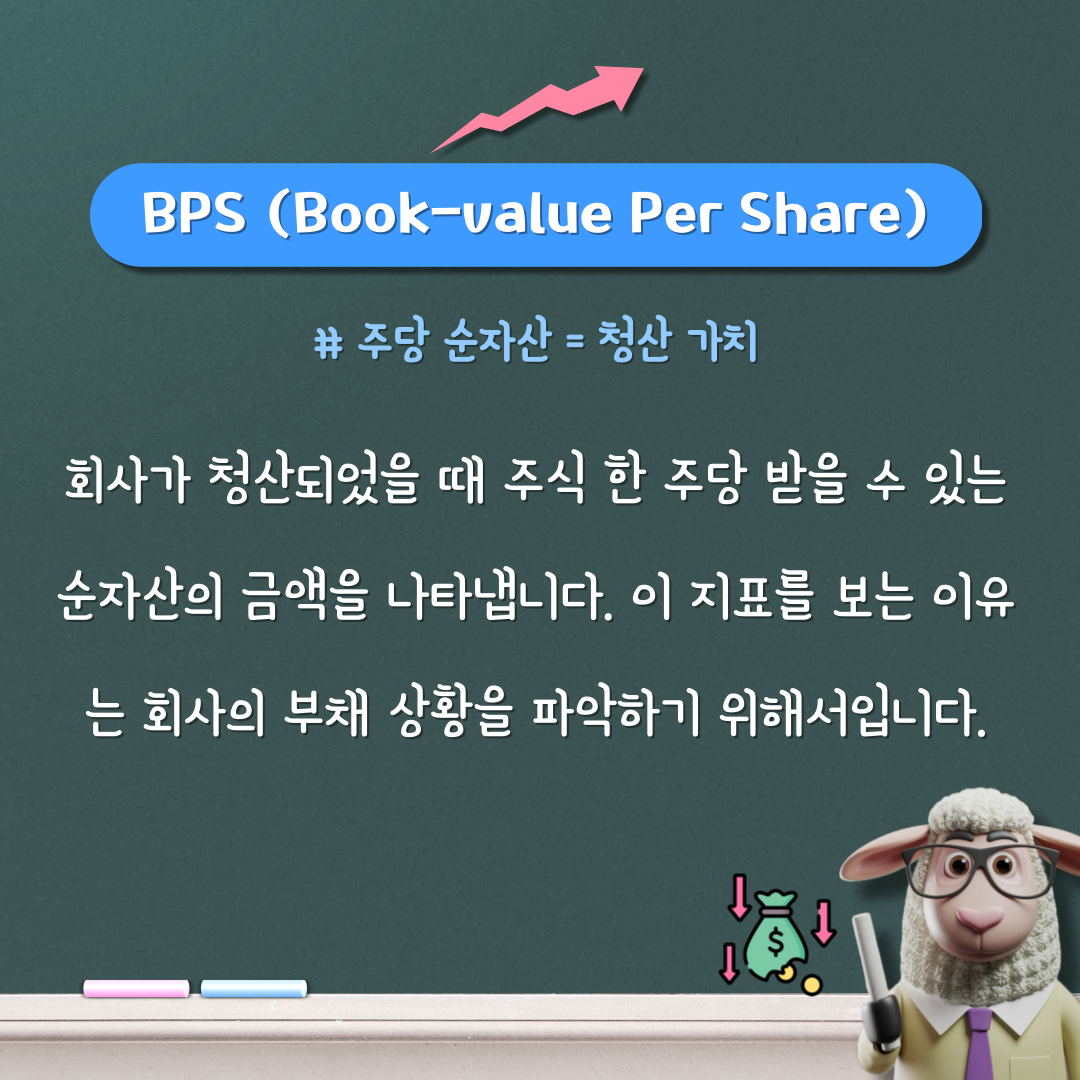 BPS (Book-value Per Share)
# 주당 순자산 = 청산 가치
회사가 청산되었을 때 주식 한 주당 받을 수 있는
순자산의 금액을 나타냅니다. 이 지표를 보는 이유
는 회사의 부채 상황을 파악하기 위해서입니다.
$